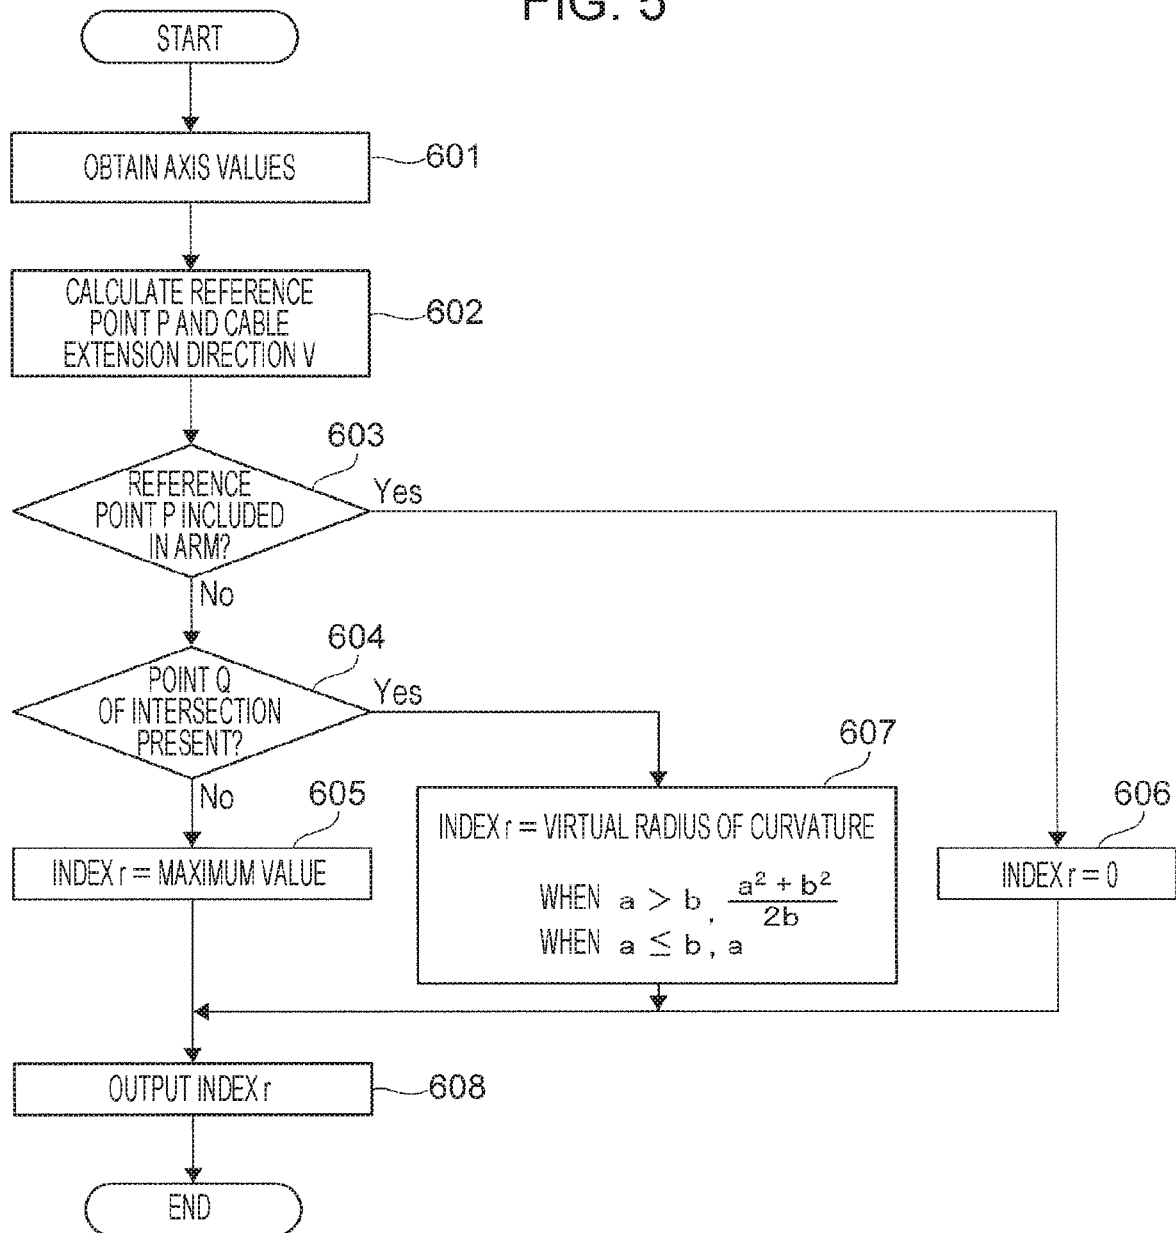 FIG. 5
START
OBTAIN AXIS VALUES
601
CALCULATE REFERENCE
POINT P AND CABLE
EXTENSION DIRECTION V
602
603
REFERENCE
POINT P INCLUDED
IN ARM?
Yes
No
604
POINT Q
OF INTERSECTION
PRESENT?
Yes
No
605
INDEX r = MAXIMUM VALUE
607
INDEX r = VIRTUAL RADIUS OF CURVATURE
WHEN a > b, (a² + b²)/2b
WHEN a ≤ b, a
606
INDEX r = 0
OUTPUT INDEX r
608
END